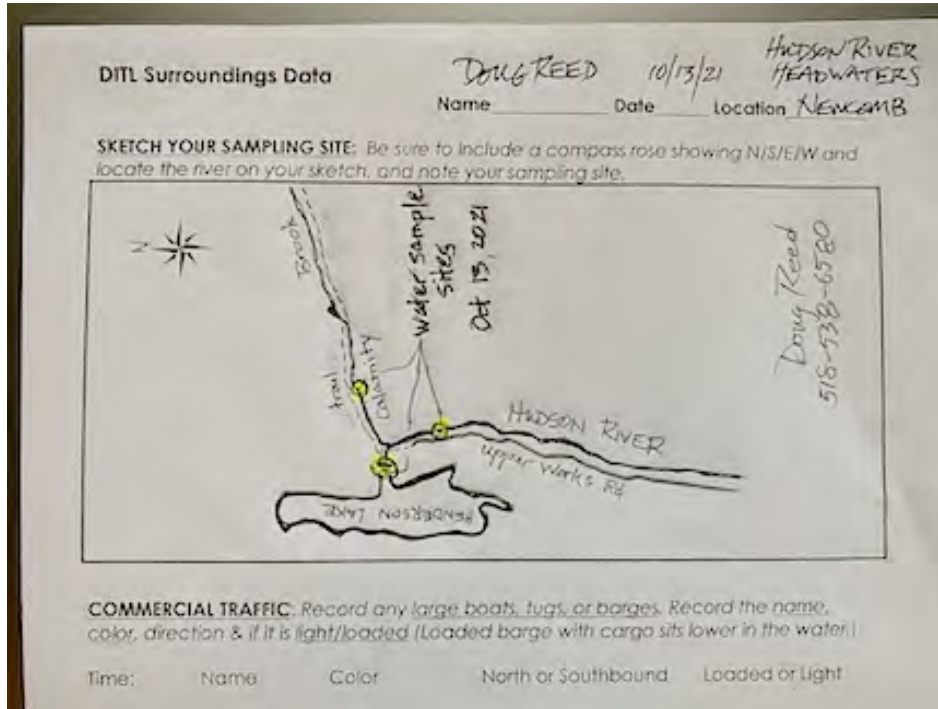 DITL Surroundings Data
DOUG REED 10/13/21 HUDSON RIVER
HEADWATERS
Name Date Location NEWCOMB
SKETCH YOUR SAMPLING SITE: Be sure to include a compass rose showing N/S/E/W and
locate the river on your sketch, and note your sampling site.
N
Brook
Calamity
trail
water sample
sites
Oct 13, 2021
Doug Reed
518-538-6580
HUDSON RIVER
Upper Works Rd
HENDERSON LAKE
COMMERCIAL TRAFFIC: Record any large boats, tugs, or barges. Record the name,
color, direction & if it is light/loaded (Loaded barge with cargo sits lower in the water.)
Time: Name Color North or Southbound Loaded or Light